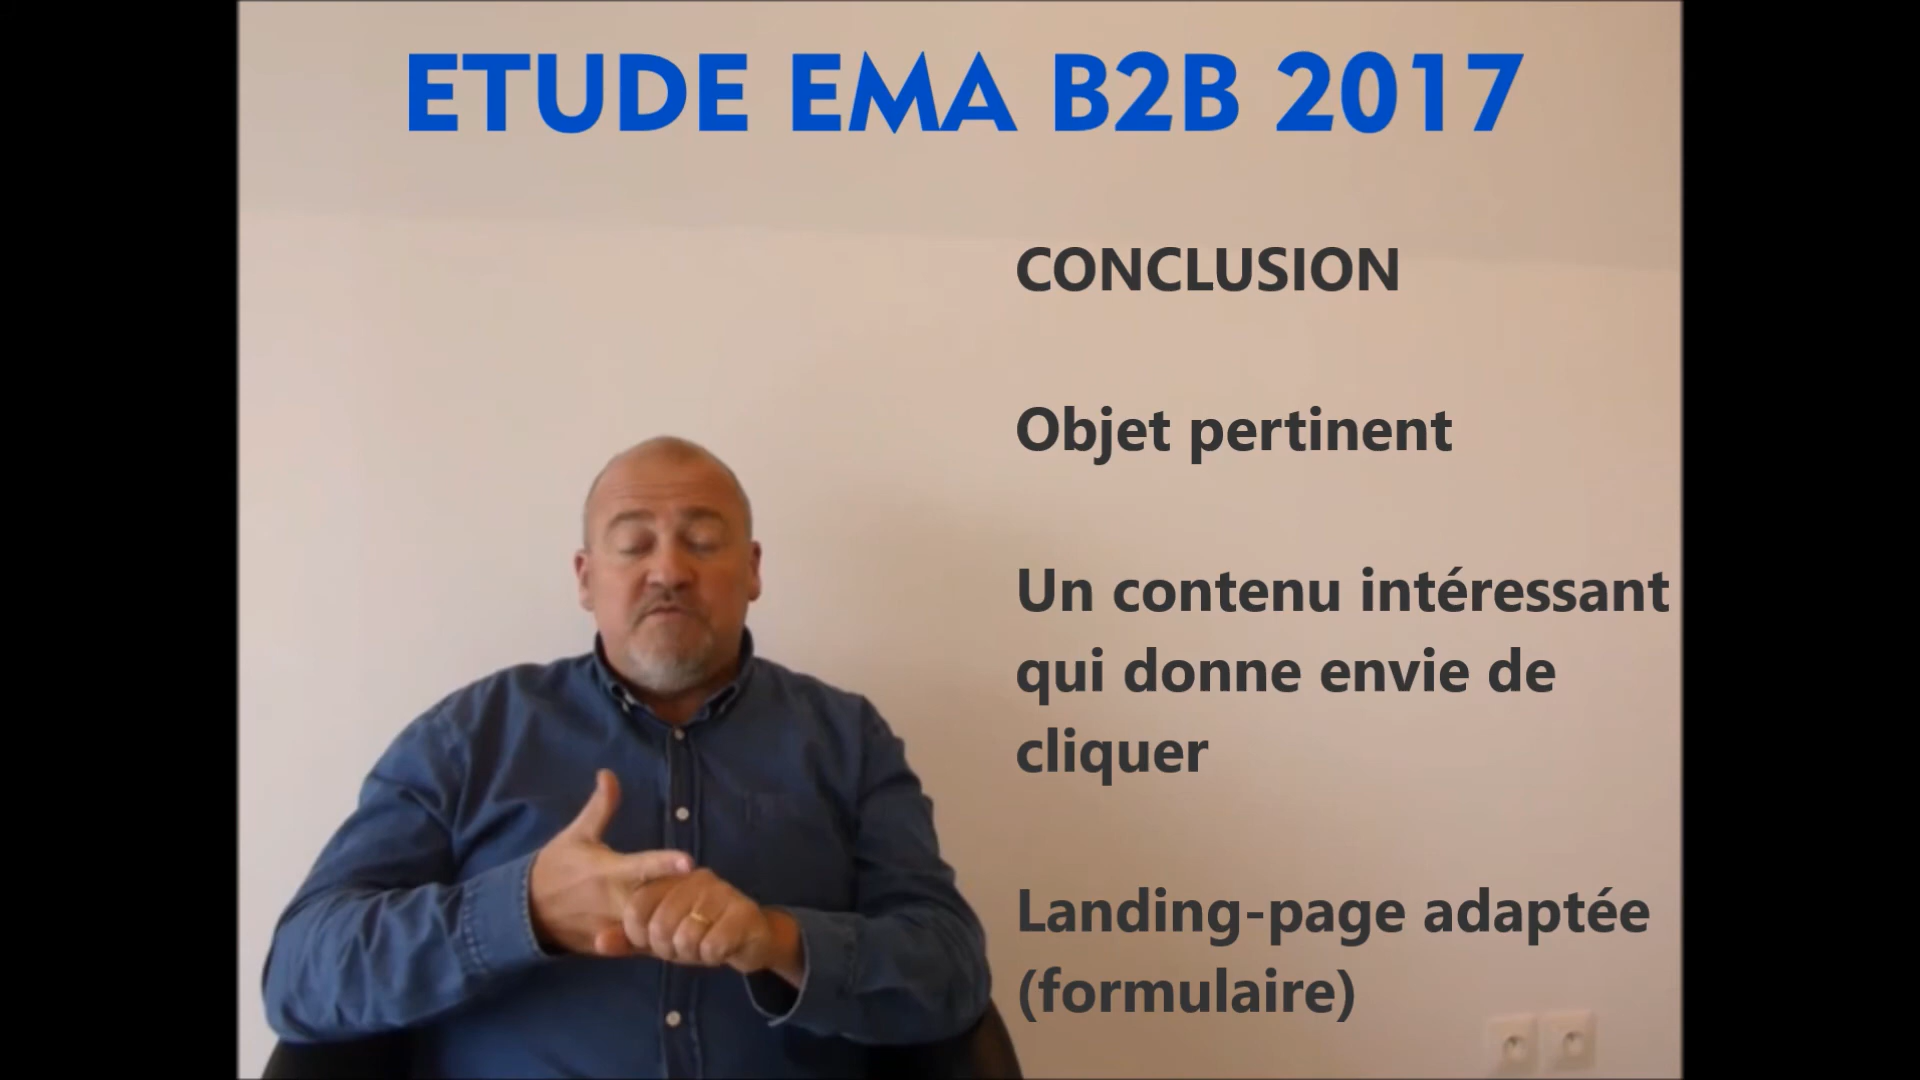 ETUDE EMA B2B 2017
CONCLUSION
Objet pertinent
Un contenu intéressant
qui donne envie de
cliquer
Landing-page adaptée
(formulaire)